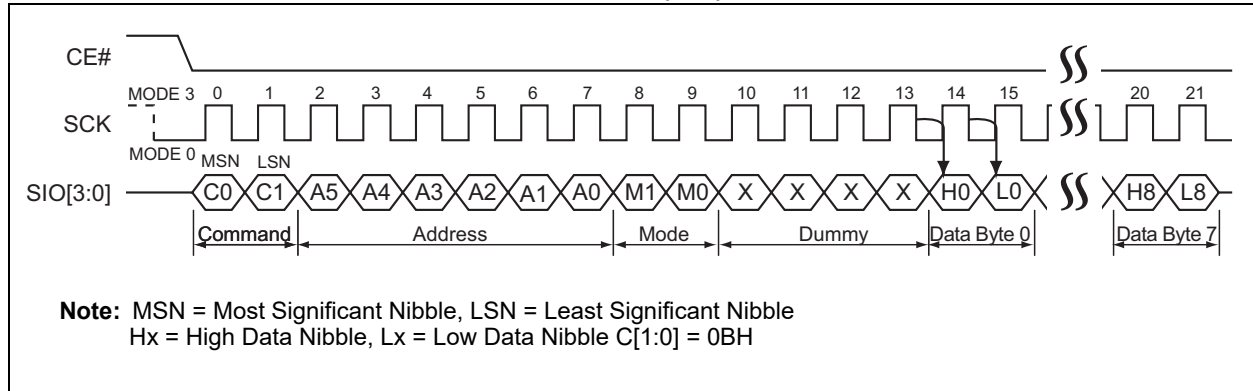 CE#
MODE 3 0 1 2 3 4 5 6 7 8 9 10 11 12 13 14 15 20 21
SCK
MODE 0
MSN LSN
SIO[3:0] C0 C1 A5 A4 A3 A2 A1 A0 M1 M0 X X X X H0 L0 H8 L8
Command Address Mode Dummy Data Byte 0 Data Byte 7
Note: MSN = Most Significant Nibble, LSN = Least Significant Nibble
Hx = High Data Nibble, Lx = Low Data Nibble C[1:0] = 0BH